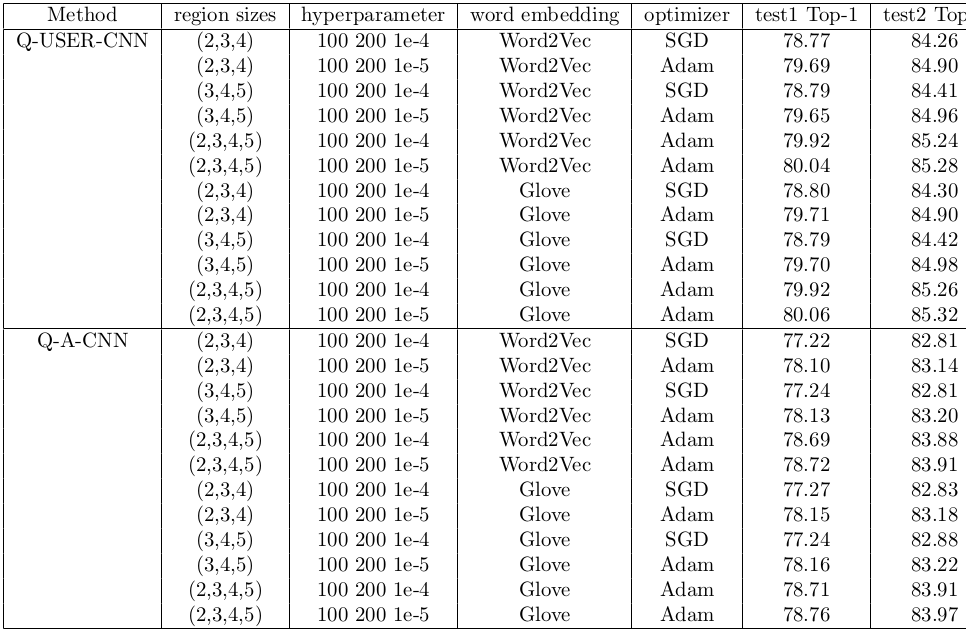 Method region sizes hyperparameter word embedding optimizer test1 Top-1 test2 Top
Q-USER-CNN (2,3,4) 100 200 1e-4 Word2Vec SGD 78.77 84.26
(2,3,4) 100 200 1e-5 Word2Vec Adam 79.69 84.90
(3,4,5) 100 200 1e-4 Word2Vec SGD 78.79 84.41
(3,4,5) 100 200 1e-5 Word2Vec Adam 79.65 84.96
(2,3,4,5) 100 200 1e-4 Word2Vec Adam 79.92 85.24
(2,3,4,5) 100 200 1e-5 Word2Vec Adam 80.04 85.28
(2,3,4) 100 200 1e-4 Glove SGD 78.80 84.30
(2,3,4) 100 200 1e-5 Glove Adam 79.71 84.90
(3,4,5) 100 200 1e-4 Glove SGD 78.79 84.42
(3,4,5) 100 200 1e-5 Glove Adam 79.70 84.98
(2,3,4,5) 100 200 1e-4 Glove Adam 79.92 85.26
(2,3,4,5) 100 200 1e-5 Glove Adam 80.06 85.32
Q-A-CNN (2,3,4) 100 200 1e-4 Word2Vec SGD 77.22 82.81
(2,3,4) 100 200 1e-5 Word2Vec Adam 78.10 83.14
(3,4,5) 100 200 1e-4 Word2Vec SGD 77.24 82.81
(3,4,5) 100 200 1e-5 Word2Vec Adam 78.13 83.20
(2,3,4,5) 100 200 1e-4 Word2Vec Adam 78.69 83.88
(2,3,4,5) 100 200 1e-5 Word2Vec Adam 78.72 83.91
(2,3,4) 100 200 1e-4 Glove SGD 77.27 82.83
(2,3,4) 100 200 1e-5 Glove Adam 78.15 83.18
(3,4,5) 100 200 1e-4 Glove SGD 77.24 82.88
(3,4,5) 100 200 1e-5 Glove Adam 78.16 83.22
(2,3,4,5) 100 200 1e-4 Glove Adam 78.71 83.91
(2,3,4,5) 100 200 1e-5 Glove Adam 78.76 83.97